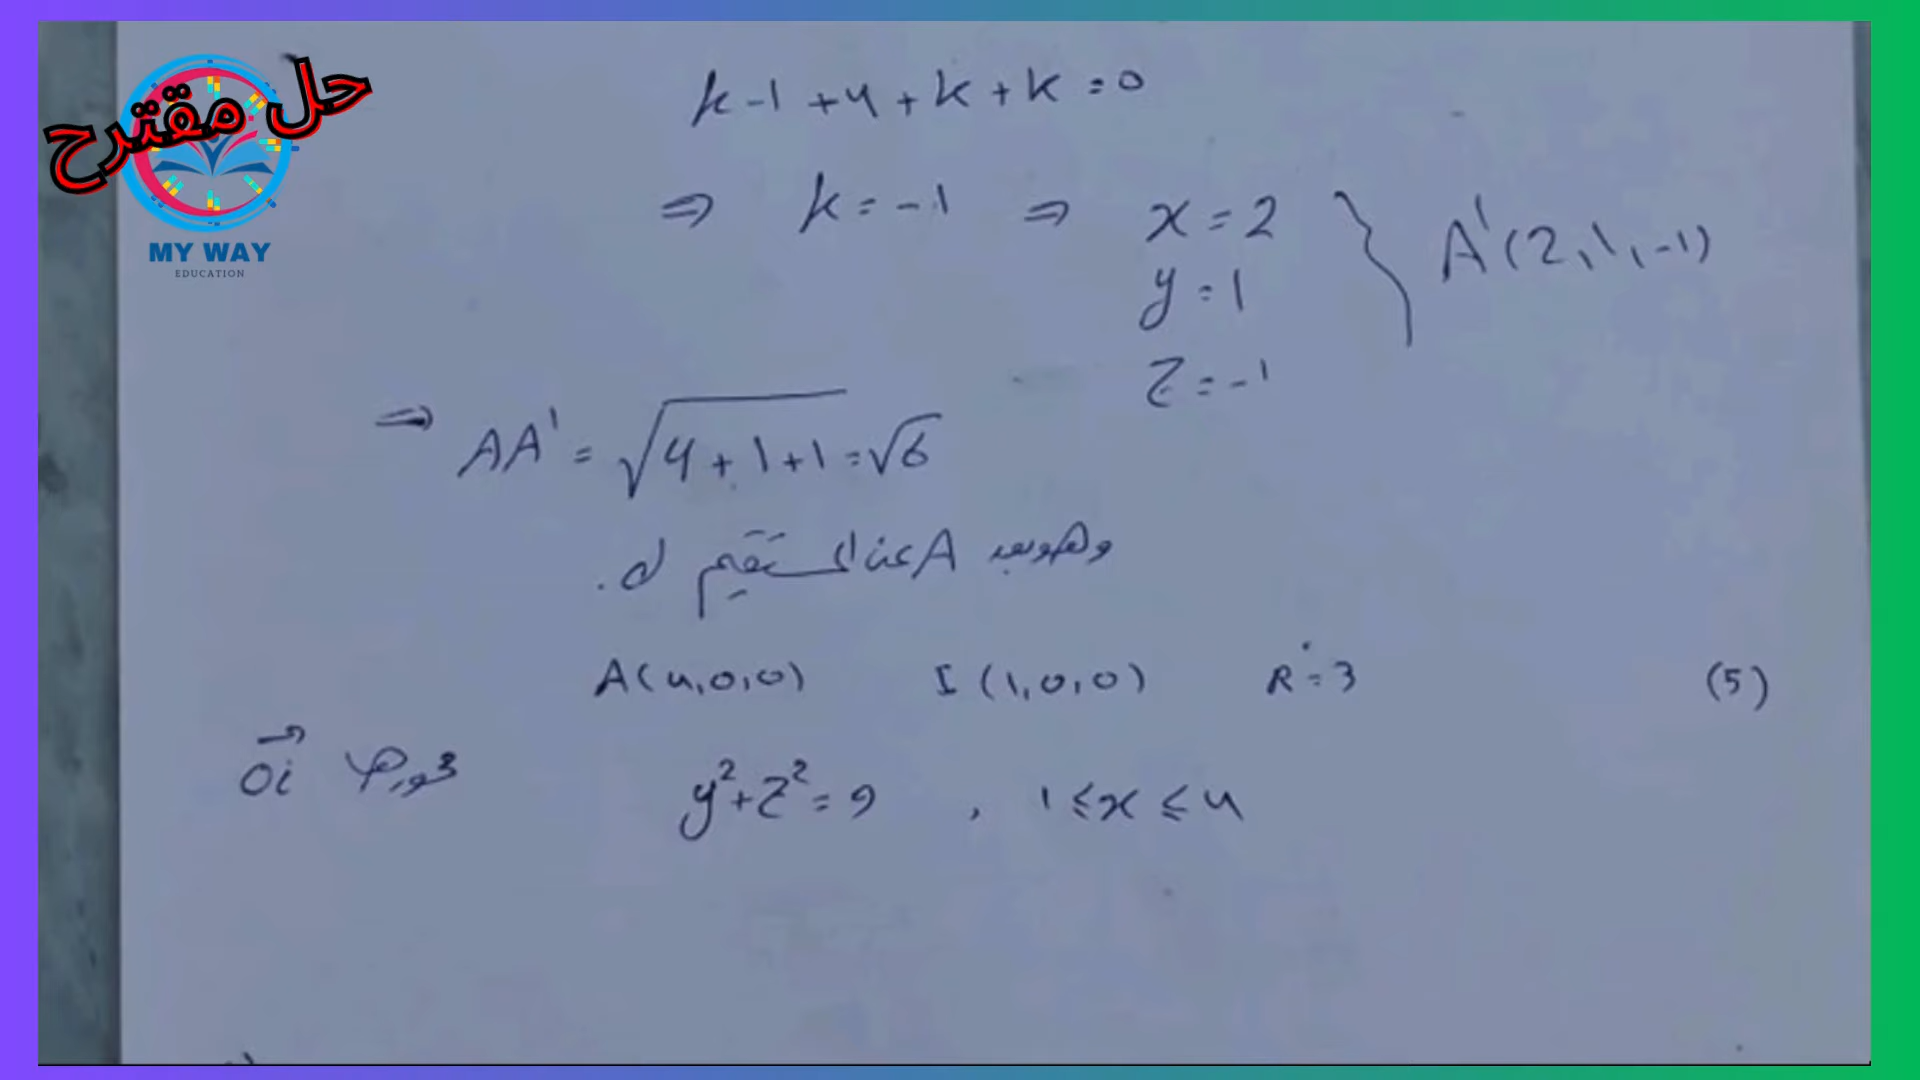 حل مقترح
MY WAY
EDUCATION
k-1+4+k+k=0
⇒ k=-1 ⇒ x=2
y=1
z=-1
A'(2,1,-1)
⇒ AA' = √4+1+1 = √6
وهو بعد A عن المستقيم d.
(5) A(4,0,0) I(1,0,0) R=3
y²+z²=9 , 1≤x≤4 محورها Oi